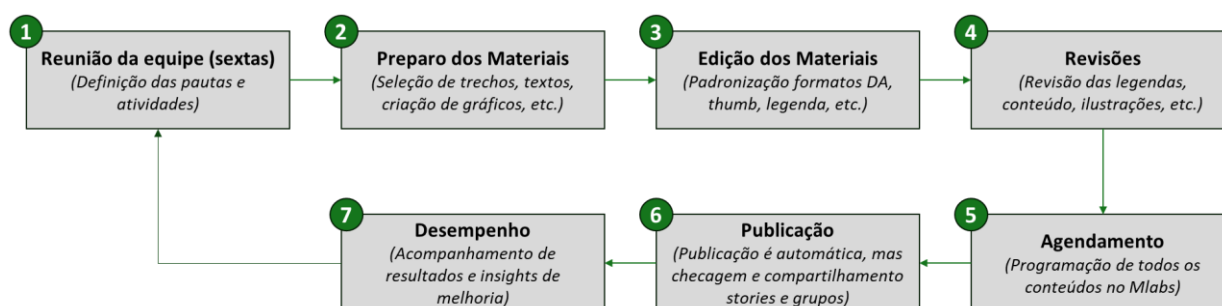 1
Reunião da equipe (sextas)
(Definição das pautas e
atividades)
2
Preparo dos Materiais
(Seleção de trechos, textos,
criação de gráficos, etc.)
3
Edição dos Materiais
(Padronização formatos DA,
thumb, legenda, etc.)
4
Revisões
(Revisão das legendas,
conteúdo, ilustrações, etc.)
5
Agendamento
(Programação de todos os
conteúdos no Mlabs)
6
Publicação
(Publicação é automática, mas
checagem e compartilhamento
stories e grupos)
7
Desempenho
(Acompanhamento de
resultados e insights de
melhoria)